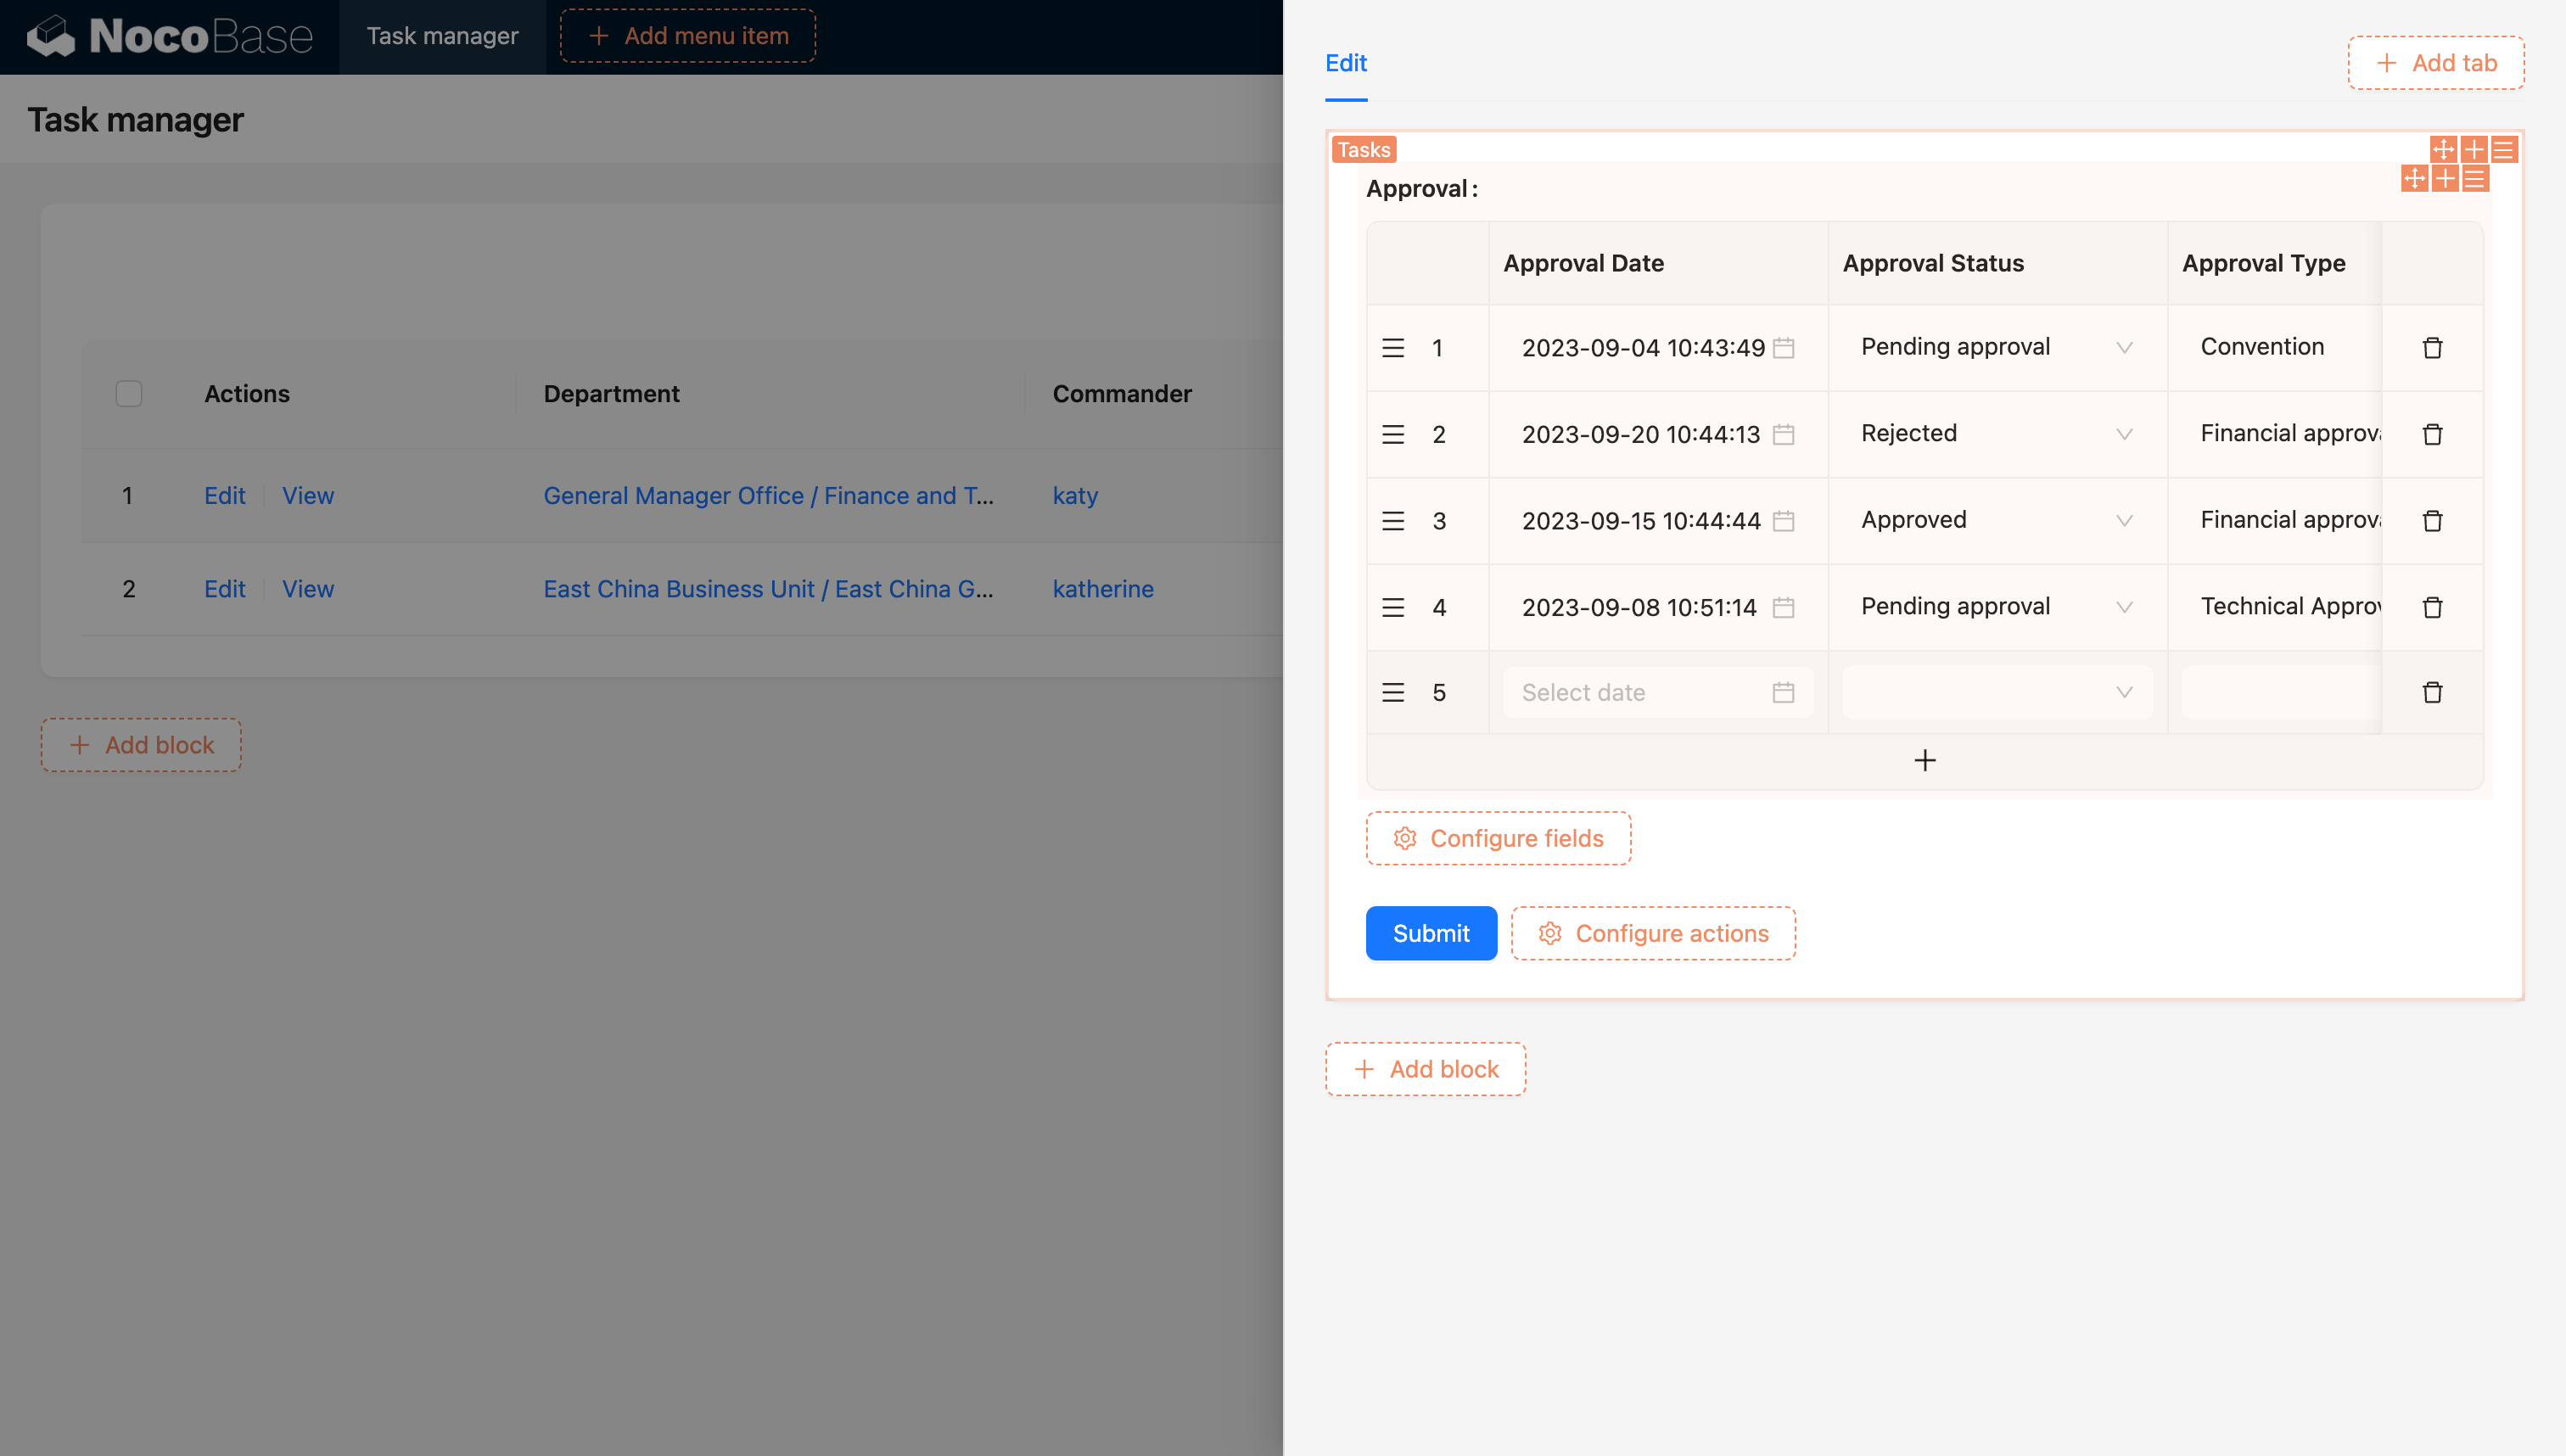 NocoBase
Task manager
Add menu item
Task manager
Actions Department Commander
1 Edit View General Manager Office / Finance and T... katy
2 Edit View East China Business Unit / East China G... katherine
Add block
Edit
Add tab
Tasks
Approval :
Approval Date Approval Status Approval Type
1 2023-09-04 10:43:49 Pending approval Convention
2 2023-09-20 10:44:13 Rejected Financial approv
3 2023-09-15 10:44:44 Approved Financial approv
4 2023-09-08 10:51:14 Pending approval Technical Approv
5 Select date
Configure fields
Submit Configure actions
Add block